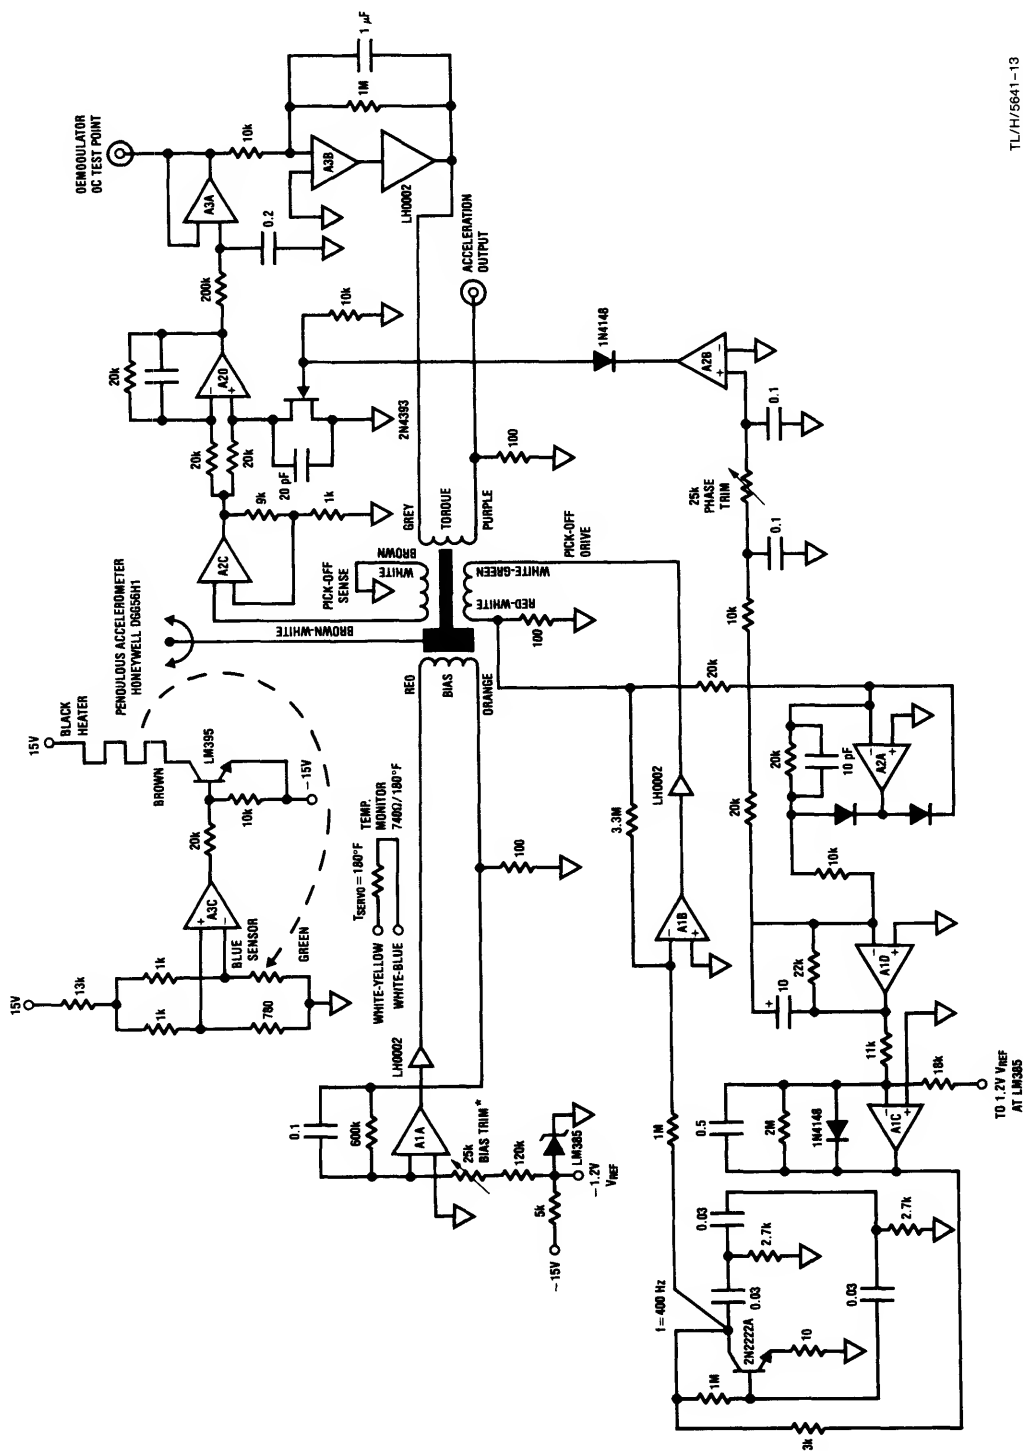 DEMODULATOR
DC TEST POINT
1 μF
1M
10k
A3A
A3B
LH0002
0.2
200k
20k
A2D
20k
20k
-
+
10k
ACCELERATION
OUTPUT
2N4393
20 pF
9k
1k
A2C
1N4148
A2B
+
-
0.1
25k
PHASE
TRIM
0.1
10k
100
GREY
TORQUE
PURPLE
BROWN
WHITE
PICK-OFF
SENSE
BROWN-WHITE
PICK-OFF
DRIVE
WHITE-GREEN
RED-WHITE
100
PENDULOUS ACCELEROMETER
HONEYWELL DGG56H1
15V
BLACK
HEATER
BROWN
LM395
10k
-15V
20k
A3C
+
-
BLUE
SENSOR
GREEN
15V
13k
1k
1k
780
RED
BIAS
ORANGE
TSERVO = 180°F
TEMP.
MONITOR
740Ω/180°F
WHITE-YELLOW
WHITE-BLUE
100
LH0002
0.1
600k
A1A
25k
BIAS TRIM*
120k
LM385
-1.2V
VREF
5k
-15V
20k
3.3M
LH0002
A1B
-
+
1M
20k
20k
10 pF
A2A
-
+
10k
A1D
-
+
22k
+
10
11k
18k
TO 1.2V VREF
AT LM385
0.5
2M
1N4148
A1C
-
+
f = 400 Hz
0.03
0.03
2.7k
2.7k
0.03
2N2222A
10
1M
3k
TL/H/5641-13